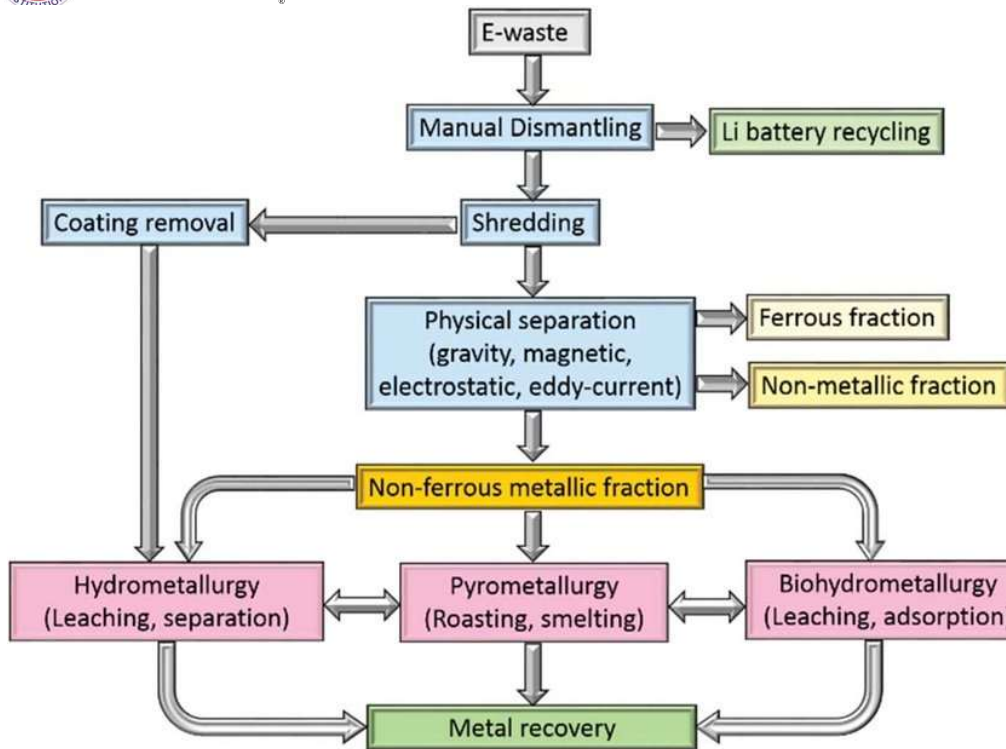 ®
E-waste
Manual Dismantling
Li battery recycling
Coating removal
Shredding
Physical separation
(gravity, magnetic,
electrostatic, eddy-current)
Ferrous fraction
Non-metallic fraction
Non-ferrous metallic fraction
Hydrometallurgy
(Leaching, separation)
Pyrometallurgy
(Roasting, smelting)
Biohydrometallurgy
(Leaching, adsorption
Metal recovery